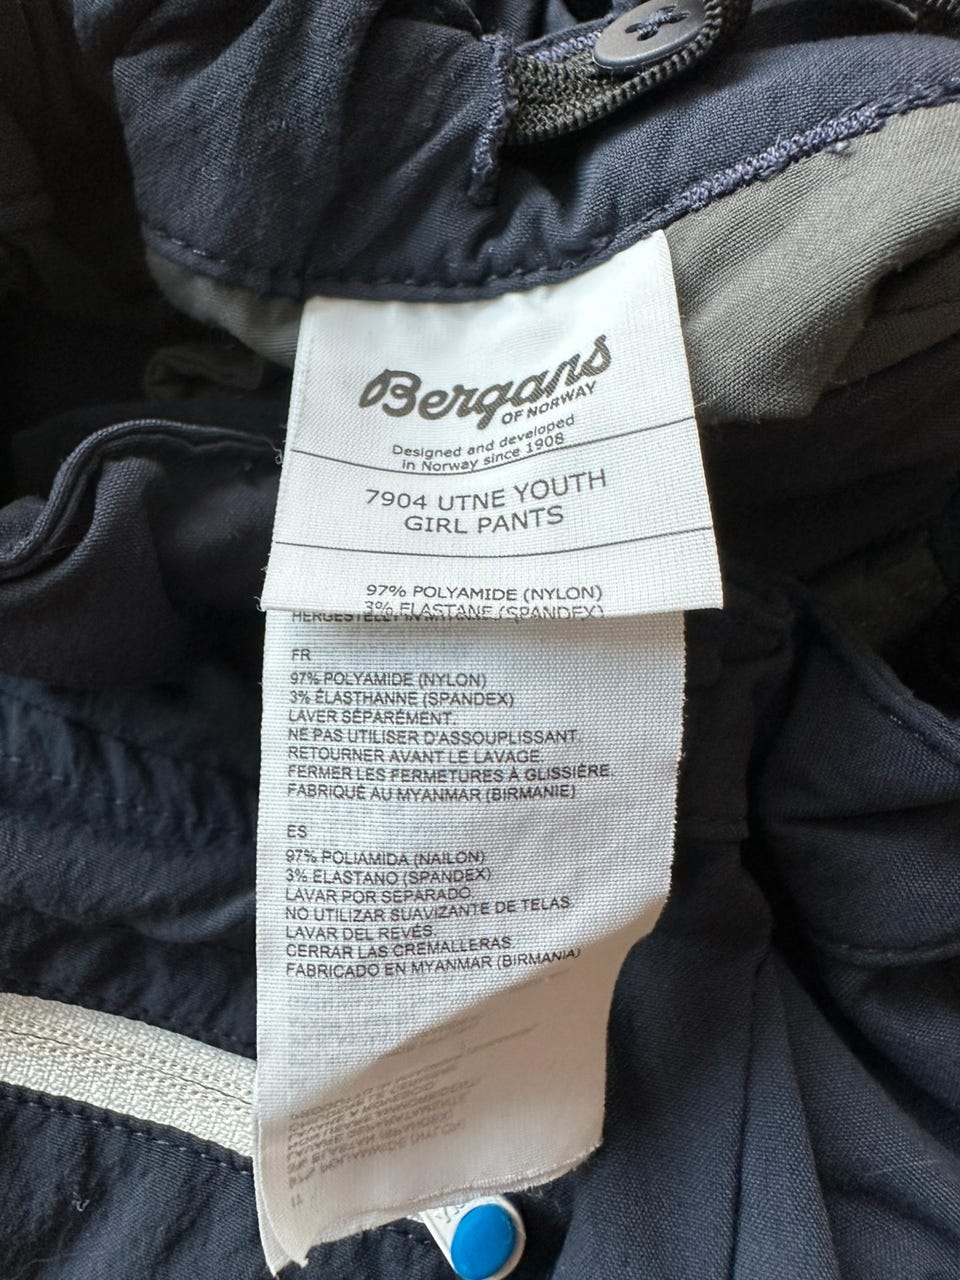 Bergans
OF NORWAY
Designed and developed
in Norway since 1908
7904 UTNE YOUTH
GIRL PANTS
97% POLYAMIDE (NYLON)
3% ELASTANE (SPANDEX)
HERGESTELLT IN MYANMAR
FR
97% POLYAMIDE (NYLON)
3% ÉLASTHANNE (SPANDEX)
LAVER SÉPARÉMENT.
NE PAS UTILISER D'ASSOUPLISSANT.
RETOURNER AVANT LE LAVAGE
FERMER LES FERMETURES À GLISSIÈRE
FABRIQUÉ AU MYANMAR (BIRMANIE)
ES
97% POLIAMIDA (NAILON)
3% ELASTANO (SPANDEX)
LAVAR POR SEPARADO
NO UTILIZAR SUAVIZANTE DE TELAS.
LAVAR DEL REVÉS.
CERRAR LAS CREMALLERAS
FABRICADO EN MYANMAR (BIRMANIA)